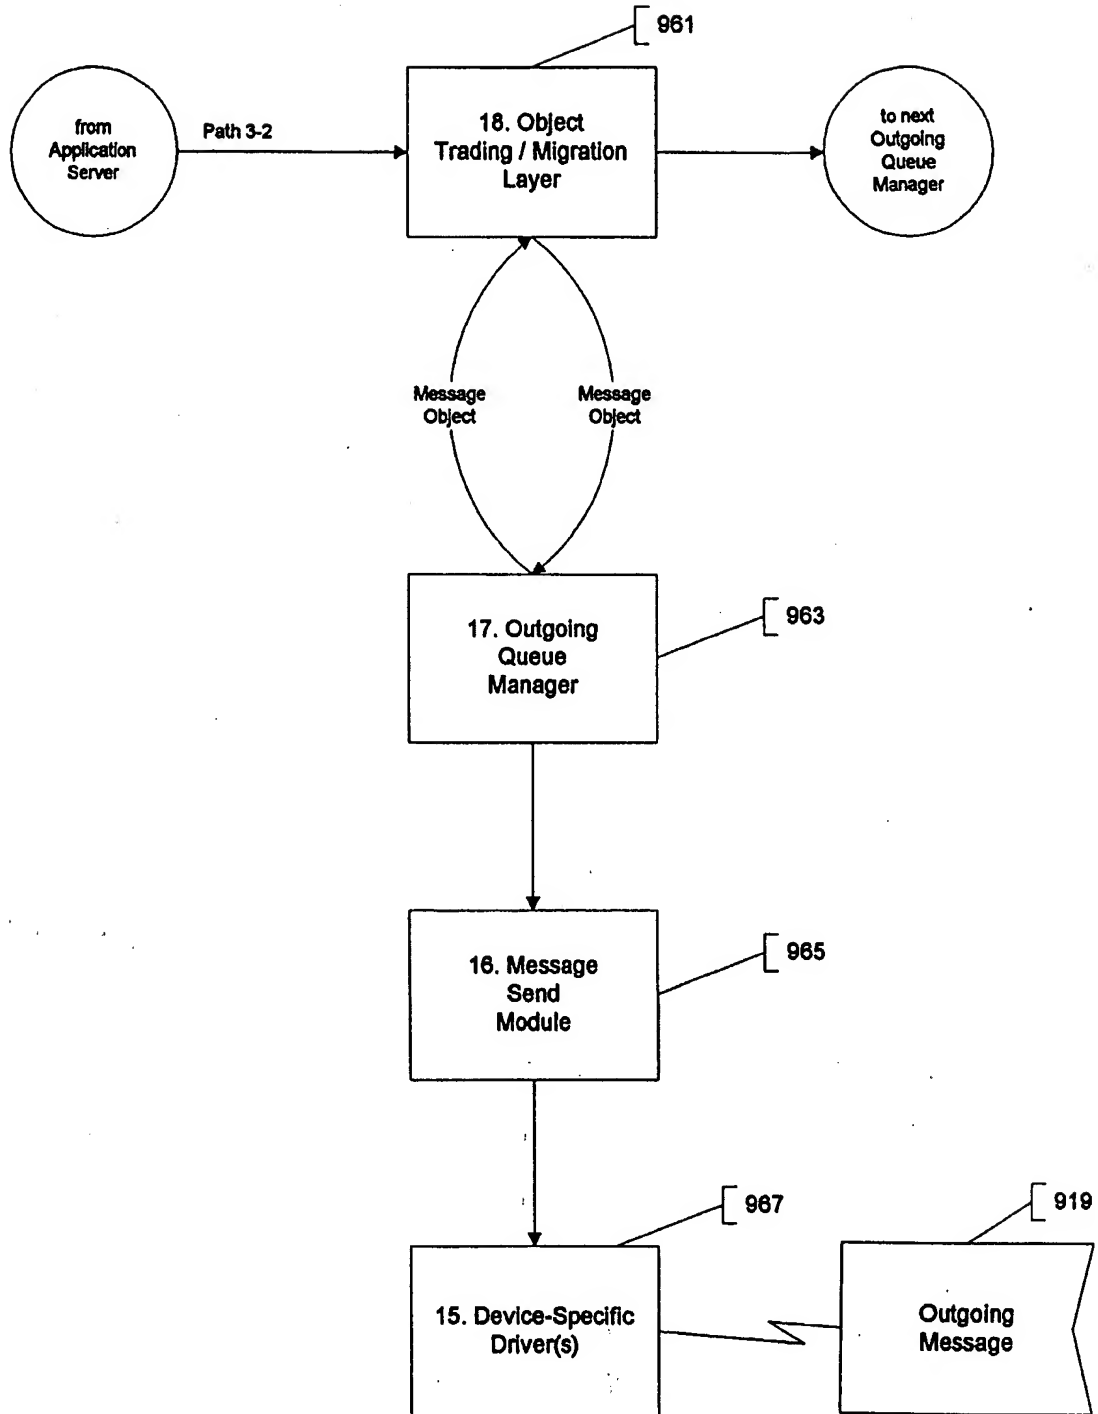 961
from
Application
Server
Path 3-2
18. Object
Trading / Migration
Layer
to next
Outgoing
Queue
Manager
Message
Object
Message
Object
17. Outgoing
Queue
Manager
963
16. Message
Send
Module
965
967
919
15. Device-Specific
Driver(s)
Outgoing
Message